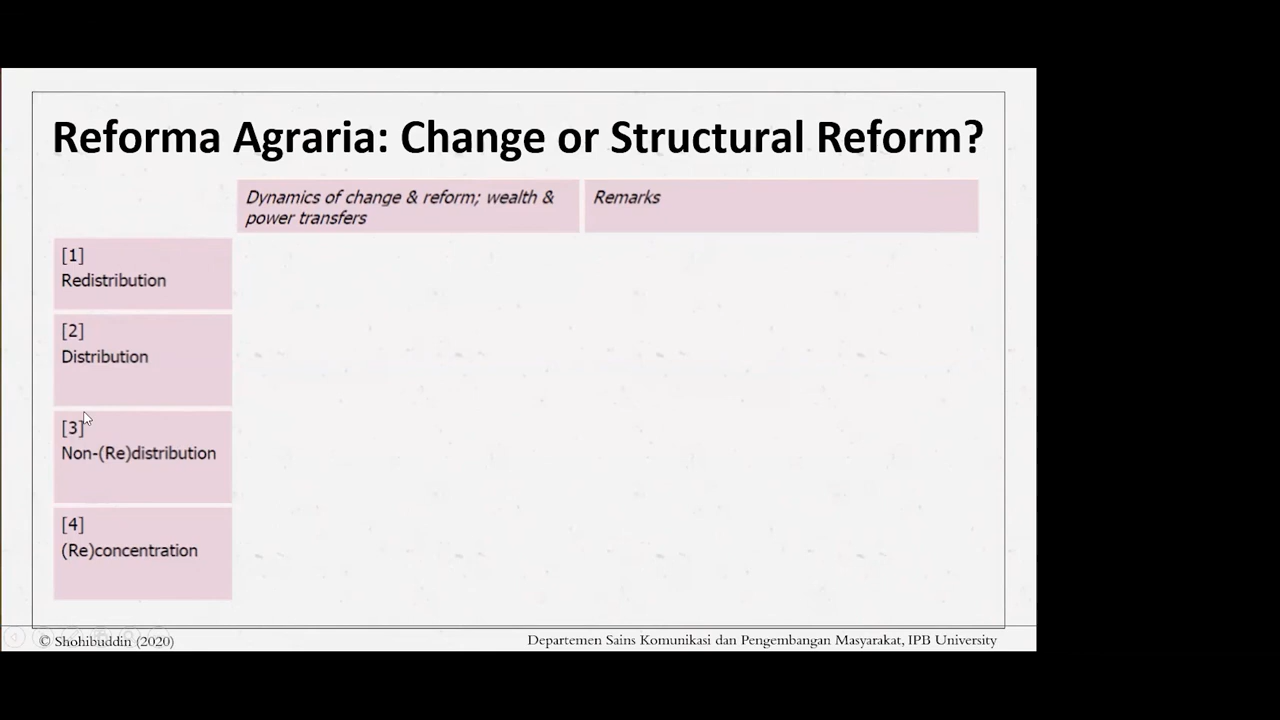 Reforma Agraria: Change or Structural Reform?
Dynamics of change & reform; wealth &
power transfers
Remarks
[1]
Redistribution
[2]
Distribution
[3]
Non-(Re)distribution
[4]
(Re)concentration
© Shohibuddin (2020)
Departemen Sains Komunikasi dan Pengembangan Masyarakat, IPB University